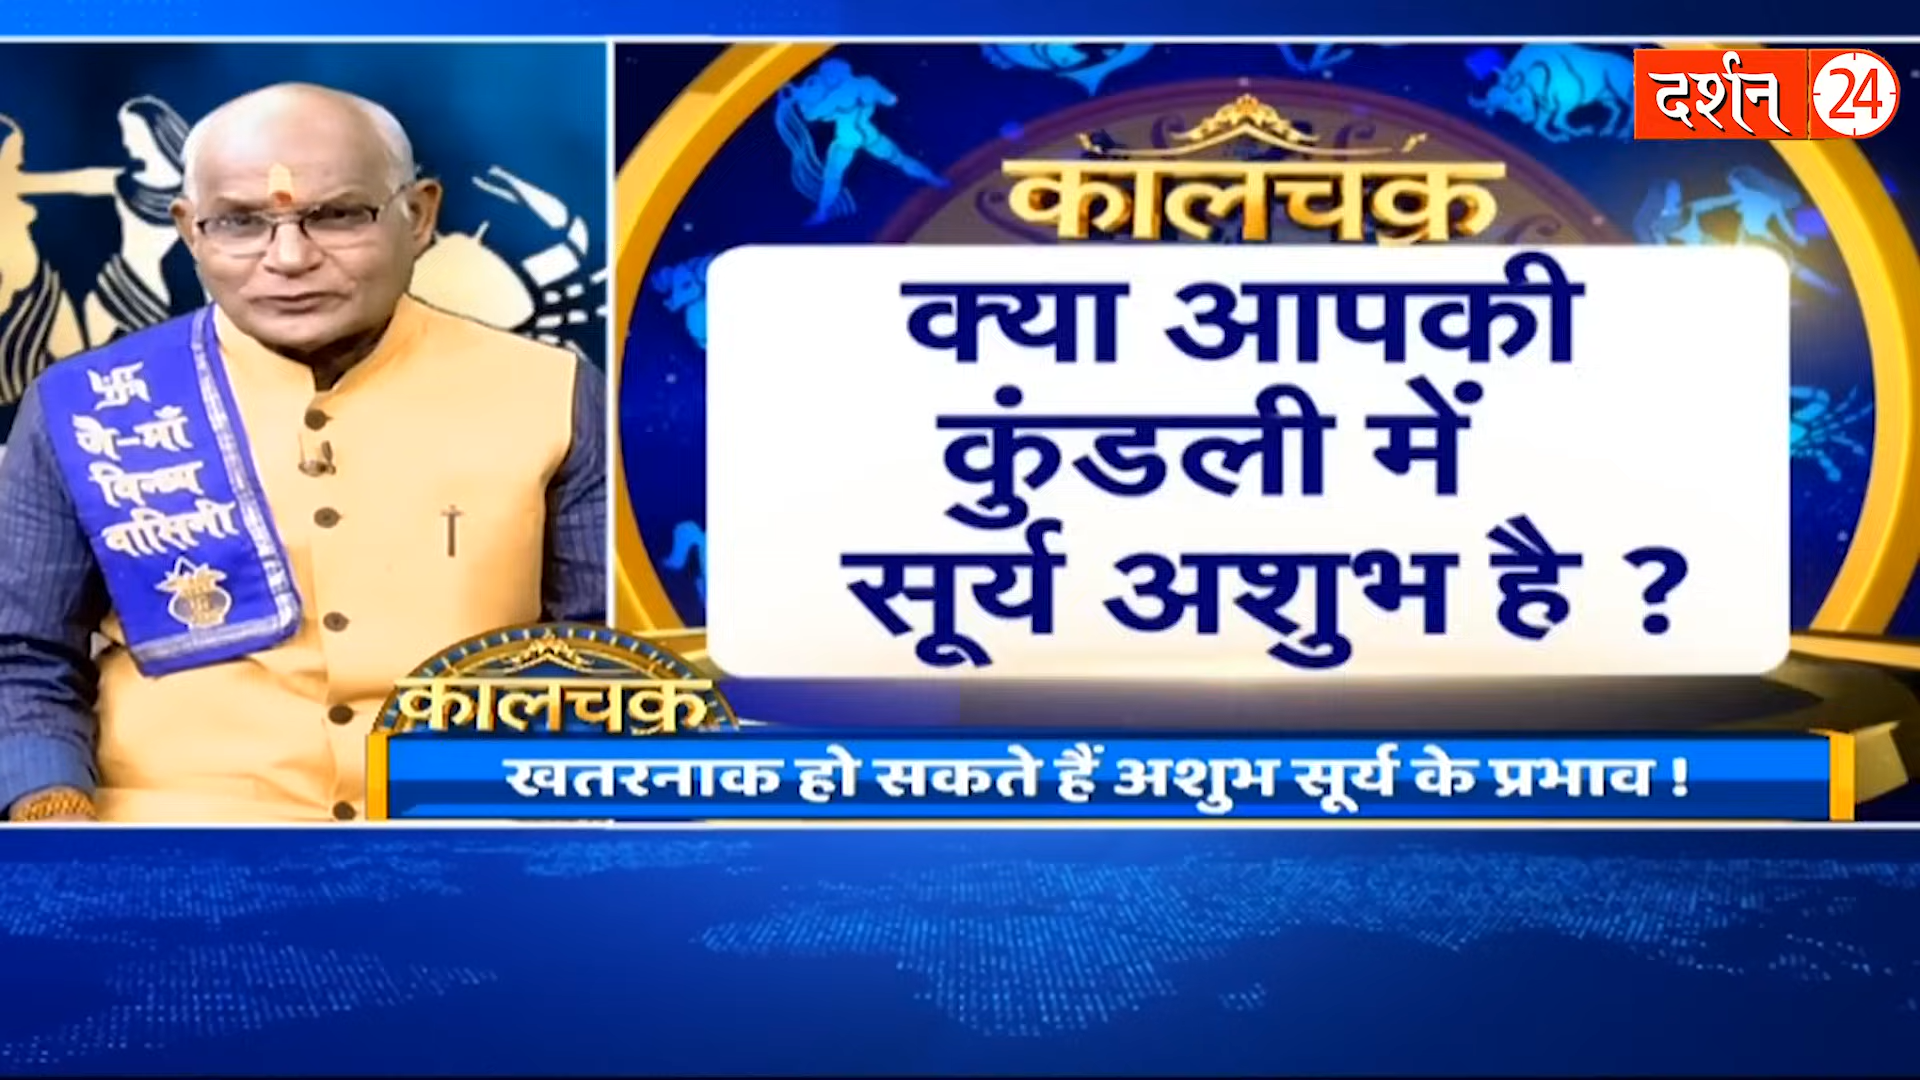 दर्शन 24
कालचक्र
क्या आपकी
कुंडली में
सूर्य अशुभ है ?
जै-माँ
विन्ध्य
वासिनी
कालचक्र
खतरनाक हो सकते हैं अशुभ सूर्य के प्रभाव !